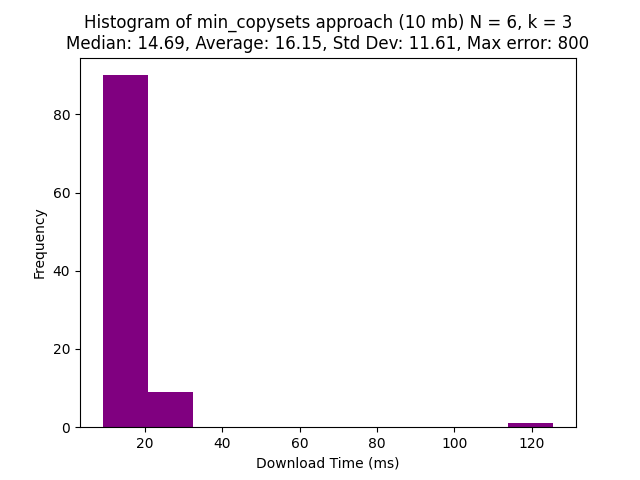 Histogram of min_copysets approach (10 mb) N = 6, k = 3
Median: 14.69, Average: 16.15, Std Dev: 11.61, Max error: 800
80
60
40
20
0
Frequency
20 40 60 80 100 120
Download Time (ms)